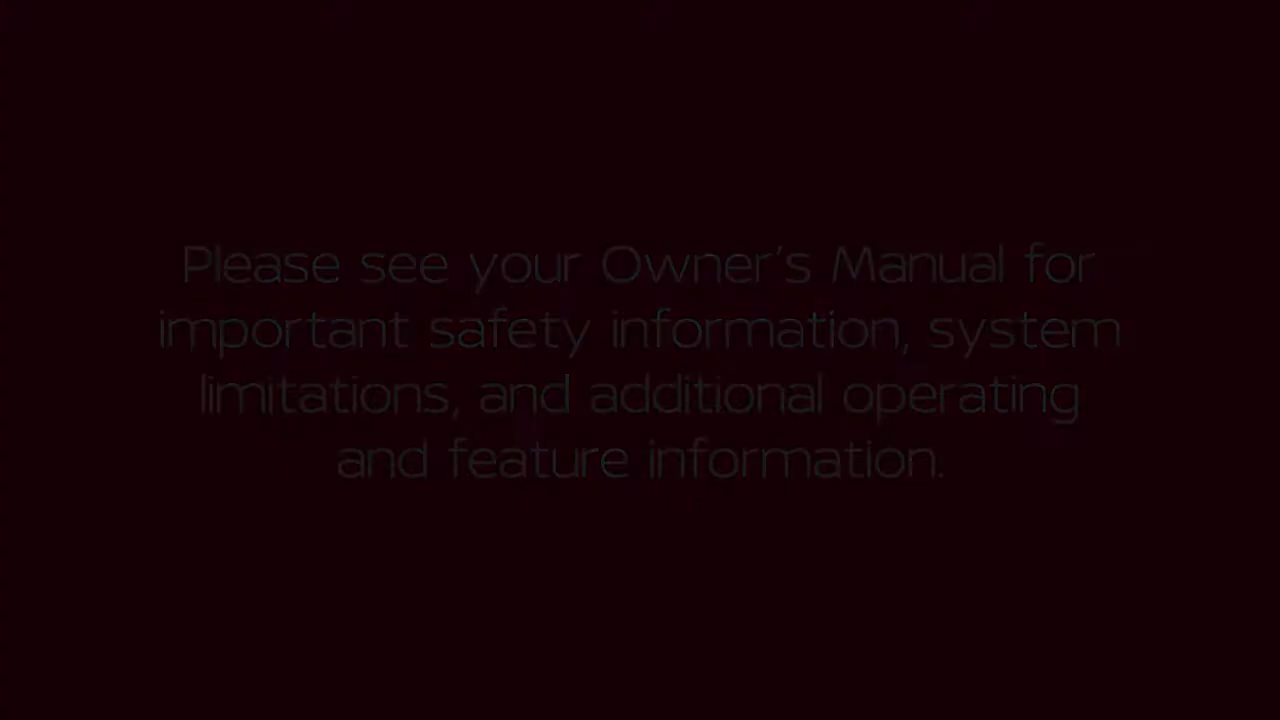 Please see your Owner's Manual for
important safety information, system
limitations, and additional operating
and feature information.